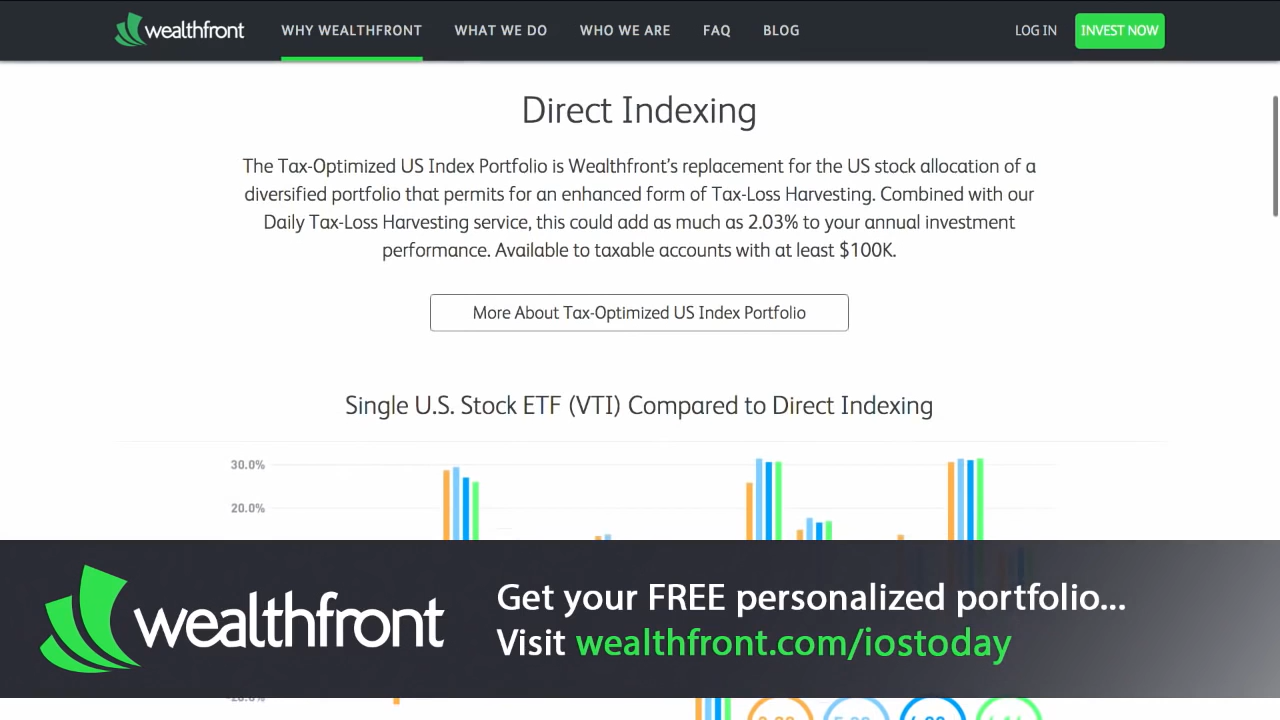 wealthfront WHY WEALTHFRONT WHAT WE DO WHO WE ARE FAQ BLOG LOG IN INVEST NOW
Direct Indexing
The Tax-Optimized US Index Portfolio is Wealthfront's replacement for the US stock allocation of a
diversified portfolio that permits for an enhanced form of Tax-Loss Harvesting. Combined with our
Daily Tax-Loss Harvesting service, this could add as much as 2.03% to your annual investment
performance. Available to taxable accounts with at least $100K.
More About Tax-Optimized US Index Portfolio
Single U.S. Stock ETF (VTI) Compared to Direct Indexing
30.0%
20.0%
wealthfront
Get your FREE personalized portfolio...
Visit wealthfront.com/iostoday